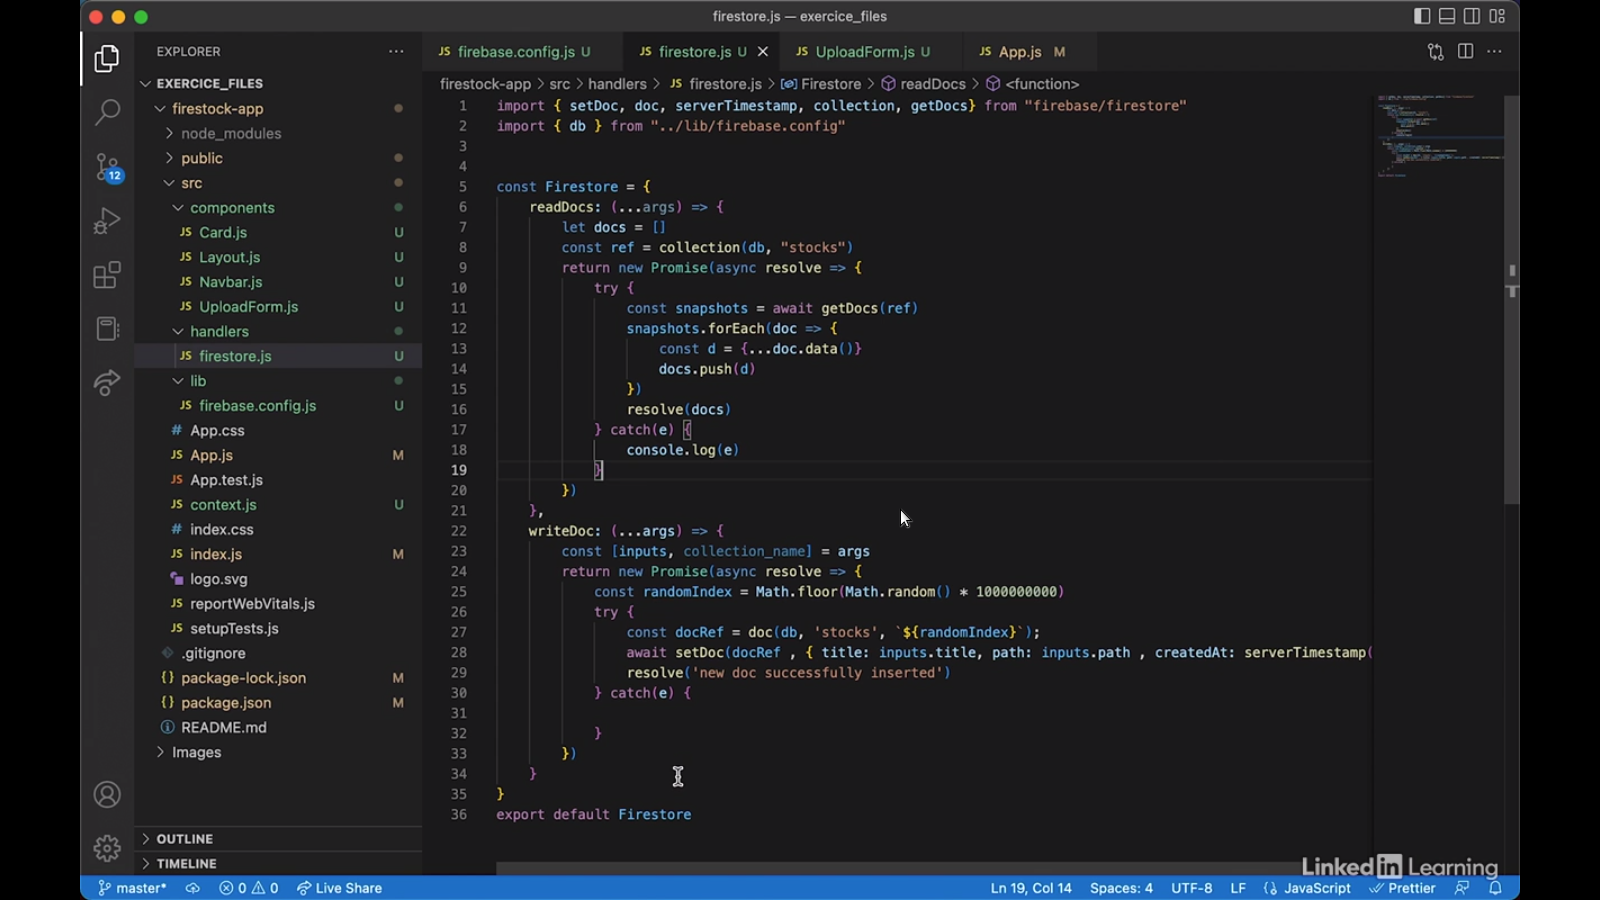 firestore.js — exercice_files
EXPLORER
EXERCICE_FILES
firestock-app
node_modules
public
src
components
JS Card.js U
JS Layout.js U
JS Navbar.js U
JS UploadForm.js U
handlers
JS firestore.js U
lib
JS firebase.config.js U
# App.css
JS App.js M
JS App.test.js
JS context.js U
# index.css
JS index.js M
logo.svg
JS reportWebVitals.js
JS setupTests.js
.gitignore
{} package-lock.json M
{} package.json M
README.md
Images
OUTLINE
TIMELINE
12
JS firebase.config.js U JS firestore.js U JS UploadForm.js U JS App.js M
firestock-app > src > handlers > JS firestore.js > Firestore > readDocs > <function>
1 import { setDoc, doc, serverTimestamp, collection, getDocs} from "firebase/firestore"
2 import { db } from "../lib/firebase.config"
3
4
5 const Firestore = {
6 readDocs: (...args) => {
7 let docs = []
8 const ref = collection(db, "stocks")
9 return new Promise(async resolve => {
10 try {
11 const snapshots = await getDocs(ref)
12 snapshots.forEach(doc => {
13 const d = {...doc.data()}
14 docs.push(d)
15 })
16 resolve(docs)
17 } catch(e) {
18 console.log(e)
19 }
20 })
21 },
22 writeDoc: (...args) => {
23 const [inputs, collection_name] = args
24 return new Promise(async resolve => {
25 const randomIndex = Math.floor(Math.random() * 1000000000)
26 try {
27 const docRef = doc(db, 'stocks', `${randomIndex}`);
28 await setDoc(docRef , { title: inputs.title, path: inputs.path , createdAt: serverTimestamp(
29 resolve('new doc successfully inserted')
30 } catch(e) {
31
32 }
33 })
34 }
35 }
36 export default Firestore
LinkedIn Learning
master* 0 0 Live Share Ln 19, Col 14 Spaces: 4 UTF-8 LF {} JavaScript Prettier